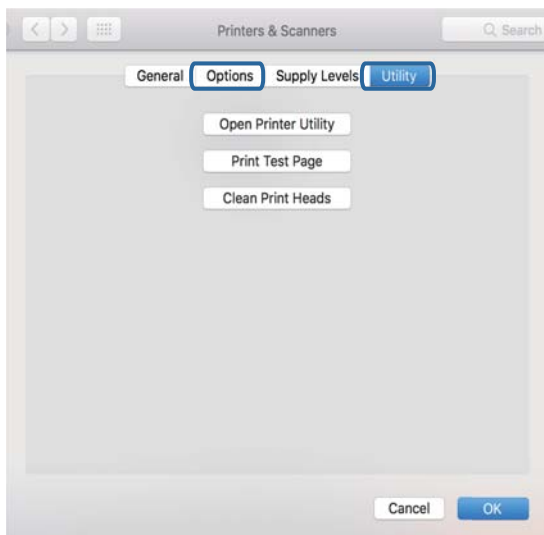 Printers & Scanners
Search
General Options Supply Levels Utility
Open Printer Utility
Print Test Page
Clean Print Heads
Cancel OK